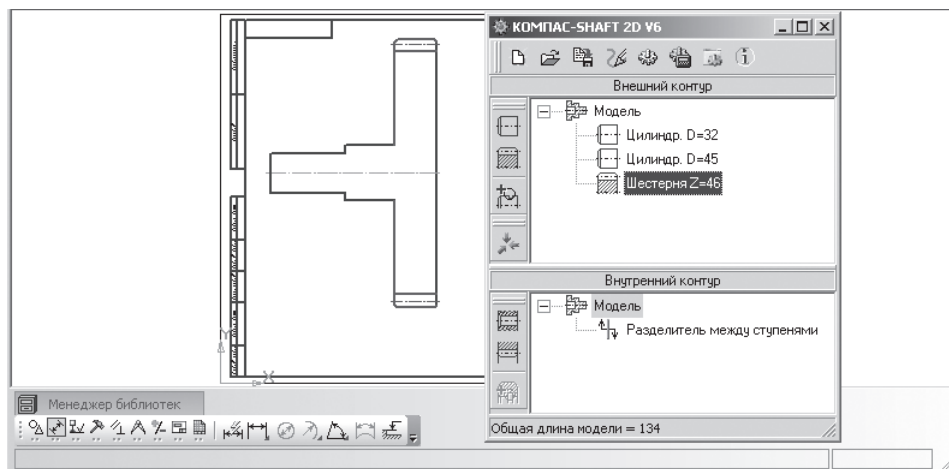 КОМПАС-SHAFT 2D V6
Внешний контур
Модель
Цилиндр. D=32
Цилиндр. D=45
Шестерня Z=46
Внутренний контур
Модель
Разделитель между ступенями
Общая длина модели = 134
Y
X
Менеджер библиотек